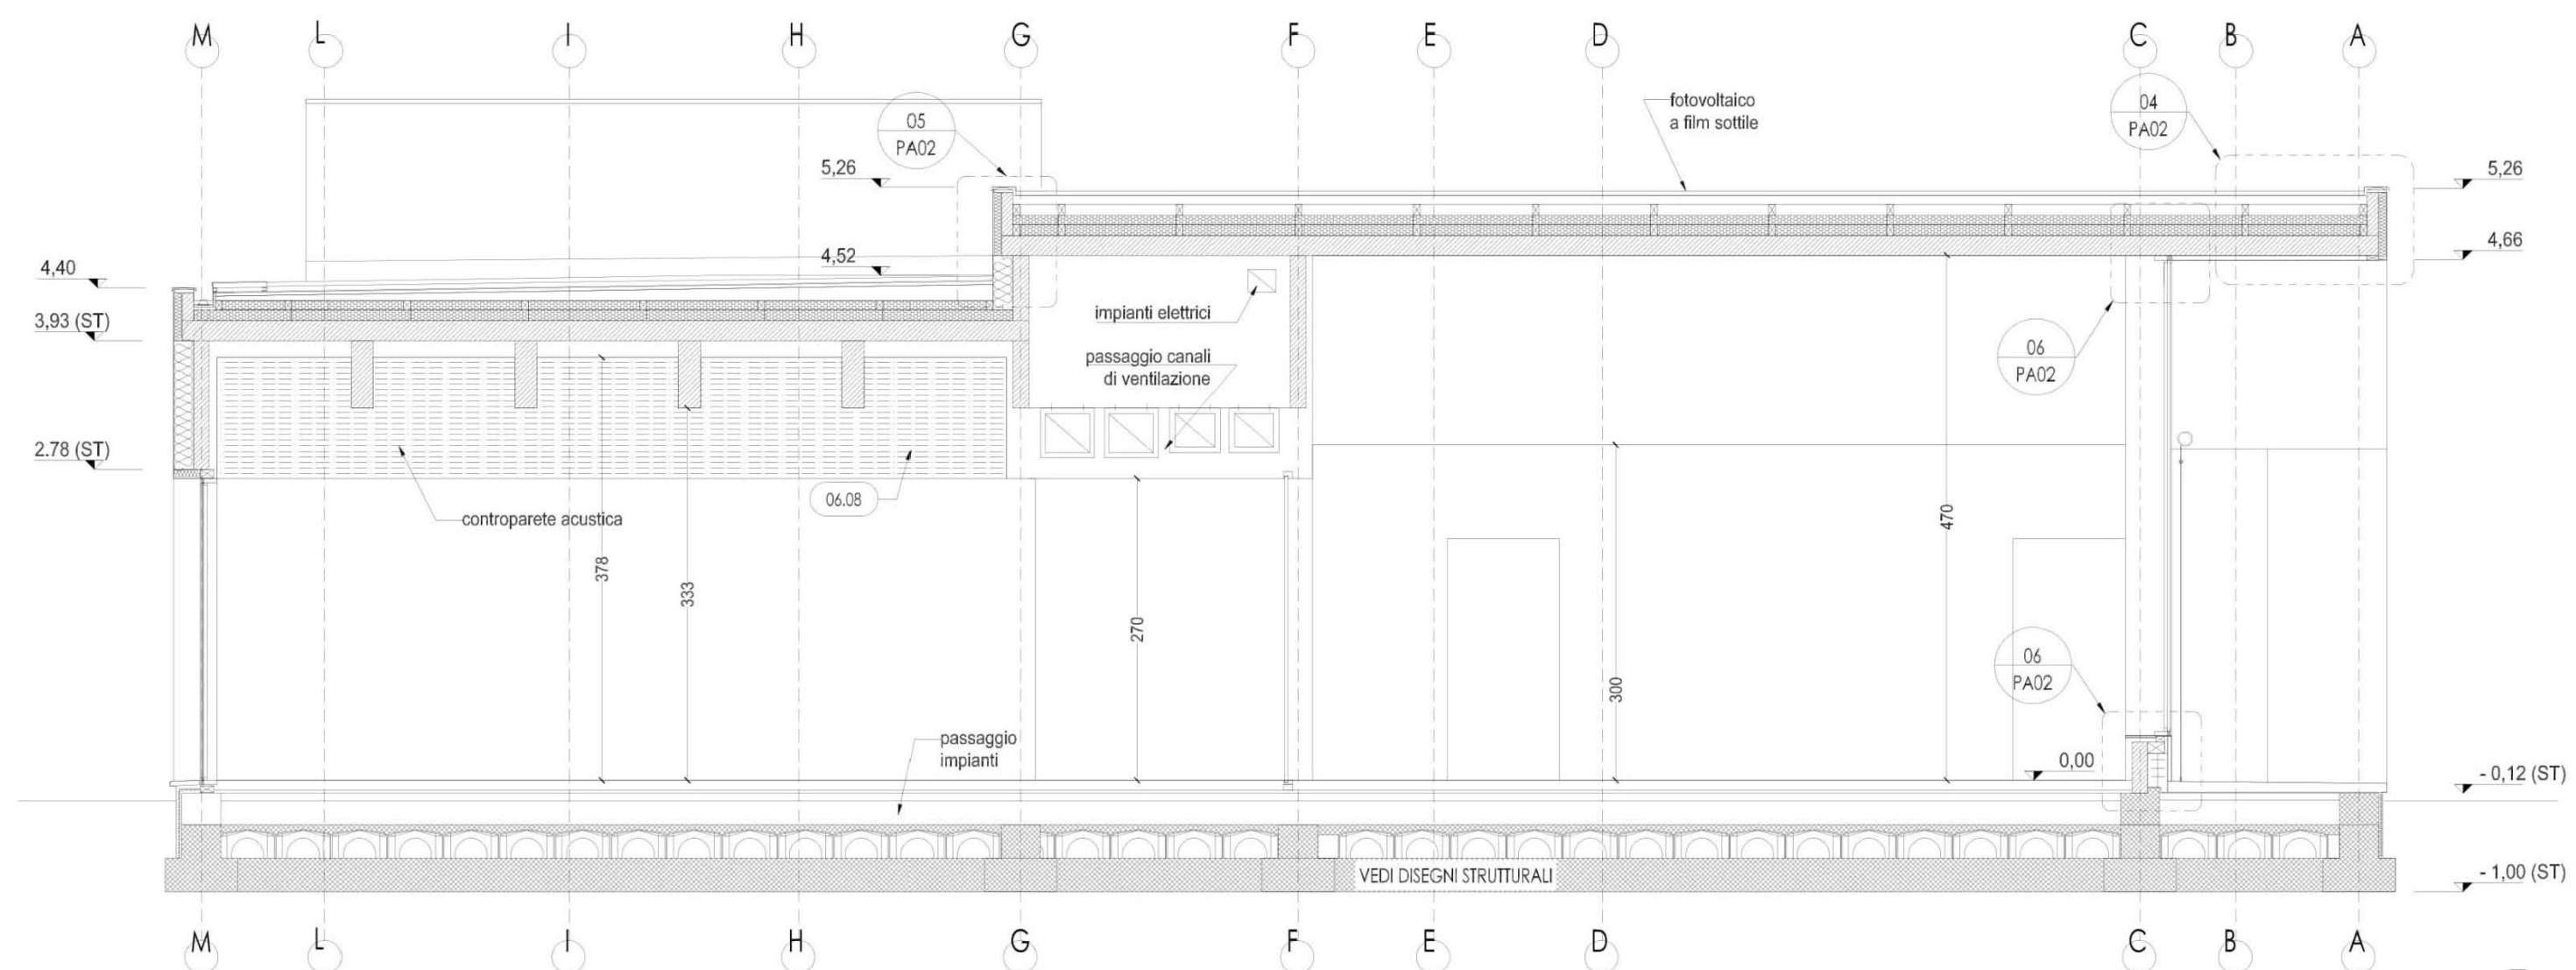 M L I H G F E D C B A
fotovoltaico
a film sottile
05
PA02
04
PA02
5,26
5,26
4,52
4,66
4,40
3,93 (ST)
2.78 (ST)
impianti elettrici
passaggio canali
di ventilazione
06
PA02
controparete acustica
06.08
378
333
270
300
470
06
PA02
passaggio
impianti
0,00
- 0,12 (ST)
VEDI DISEGNI STRUTTURALI
- 1,00 (ST)
M L I H G F E D C B A